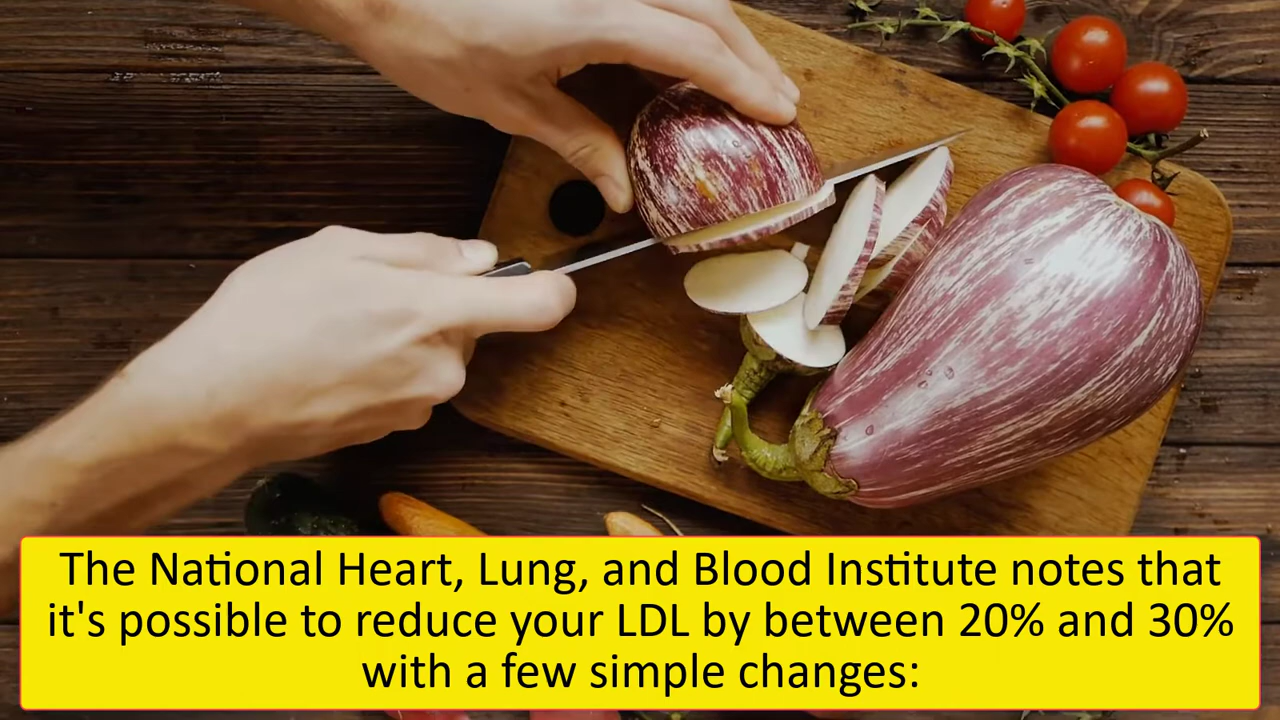 The National Heart, Lung, and Blood Institute notes that
it's possible to reduce your LDL by between 20% and 30%
with a few simple changes: